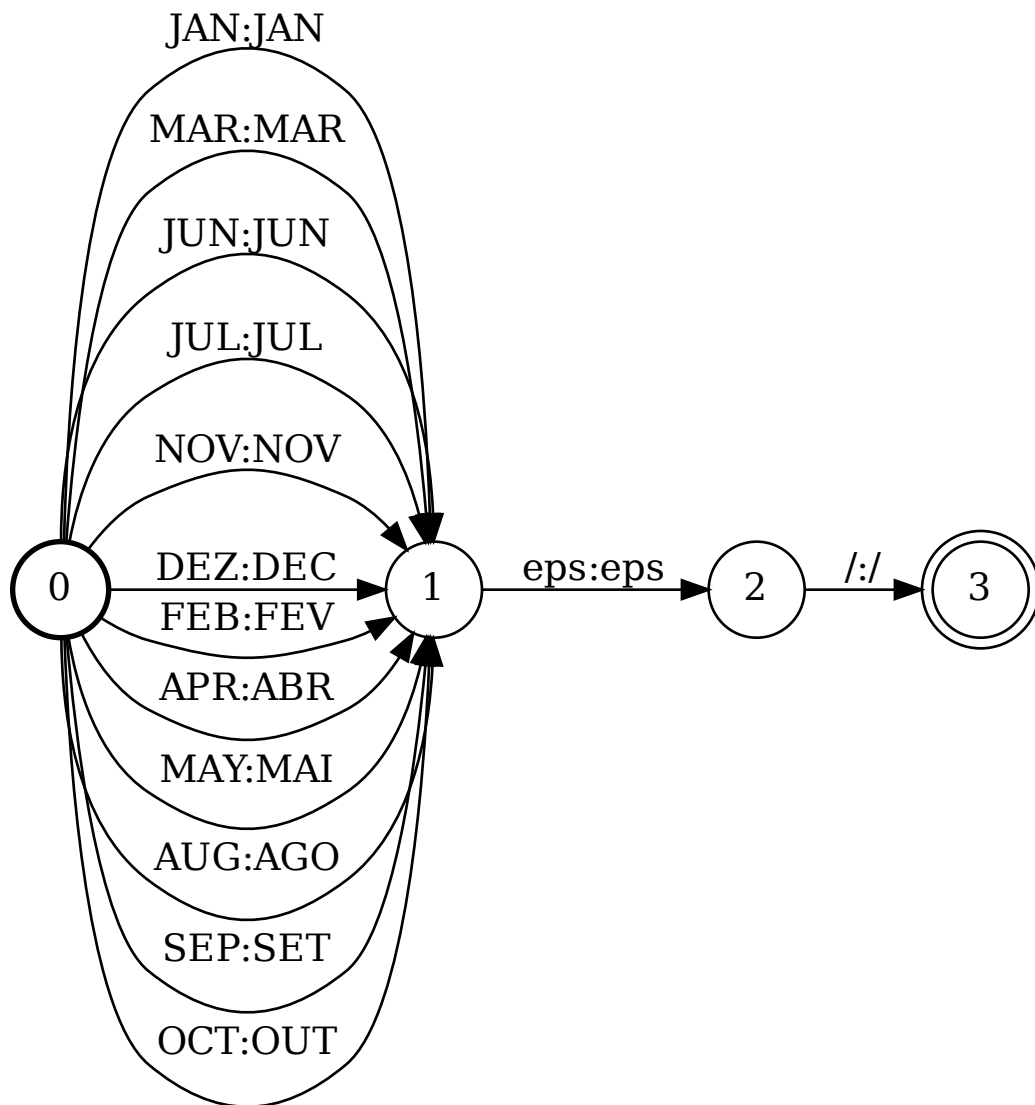 JAN:JAN
MAR:MAR
JUN:JUN
JUL:JUL
NOV:NOV
0 DEZ:DEC 1 eps:eps 2 /:/ 3
FEB:FEV
APR:ABR
MAY:MAI
AUG:AGO
SEP:SET
OCT:OUT